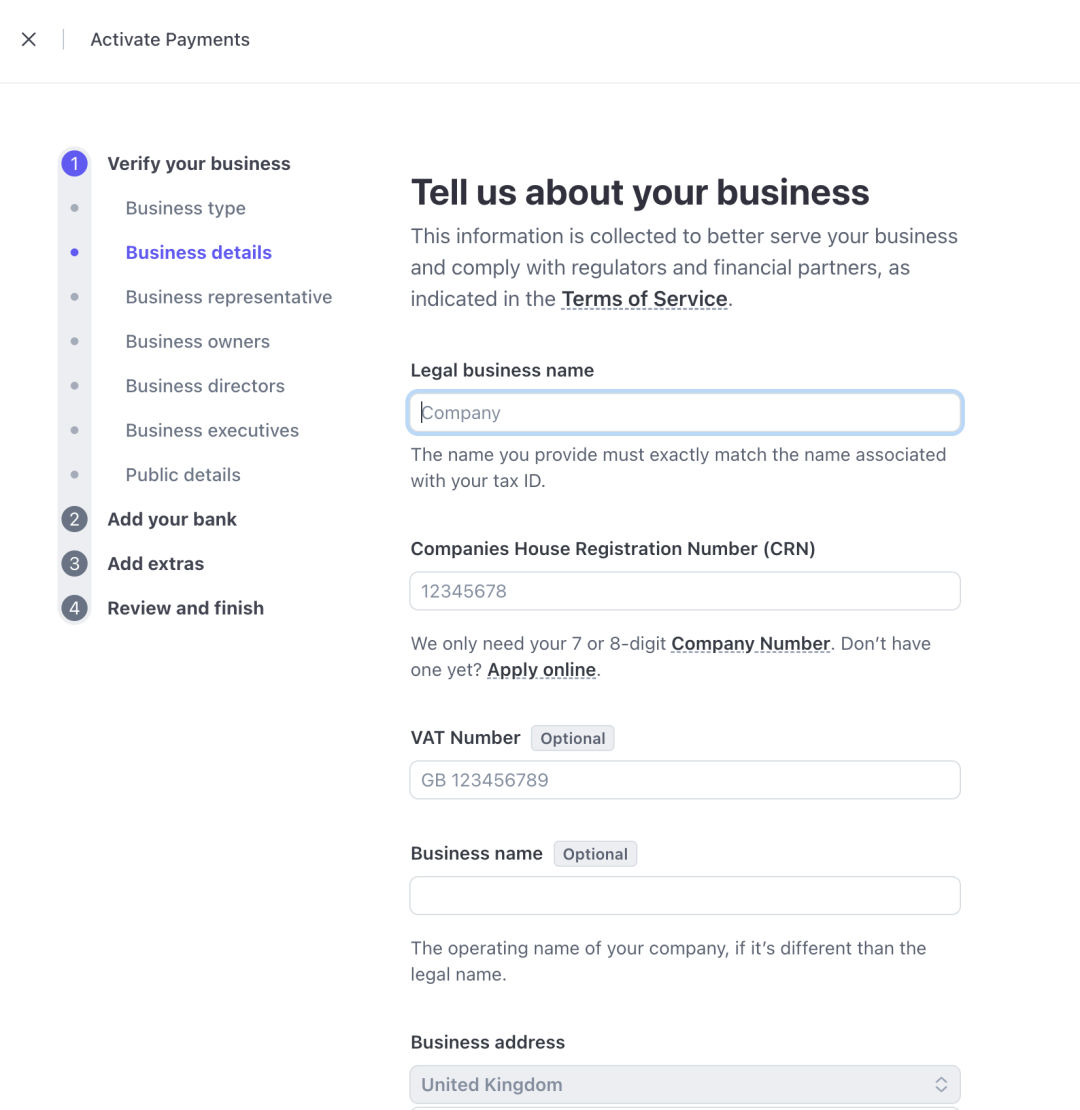 Activate Payments
1 Verify your business
Business type
Business details
Business representative
Business owners
Business directors
Business executives
Public details
2 Add your bank
3 Add extras
4 Review and finish
Tell us about your business
This information is collected to better serve your business
and comply with regulators and financial partners, as
indicated in the Terms of Service.
Legal business name
Company
The name you provide must exactly match the name associated
with your tax ID.
Companies House Registration Number (CRN)
12345678
We only need your 7 or 8-digit Company Number. Don’t have
one yet? Apply online.
VAT Number Optional
GB 123456789
Business name Optional
The operating name of your company, if it’s different than the
legal name.
Business address
United Kingdom